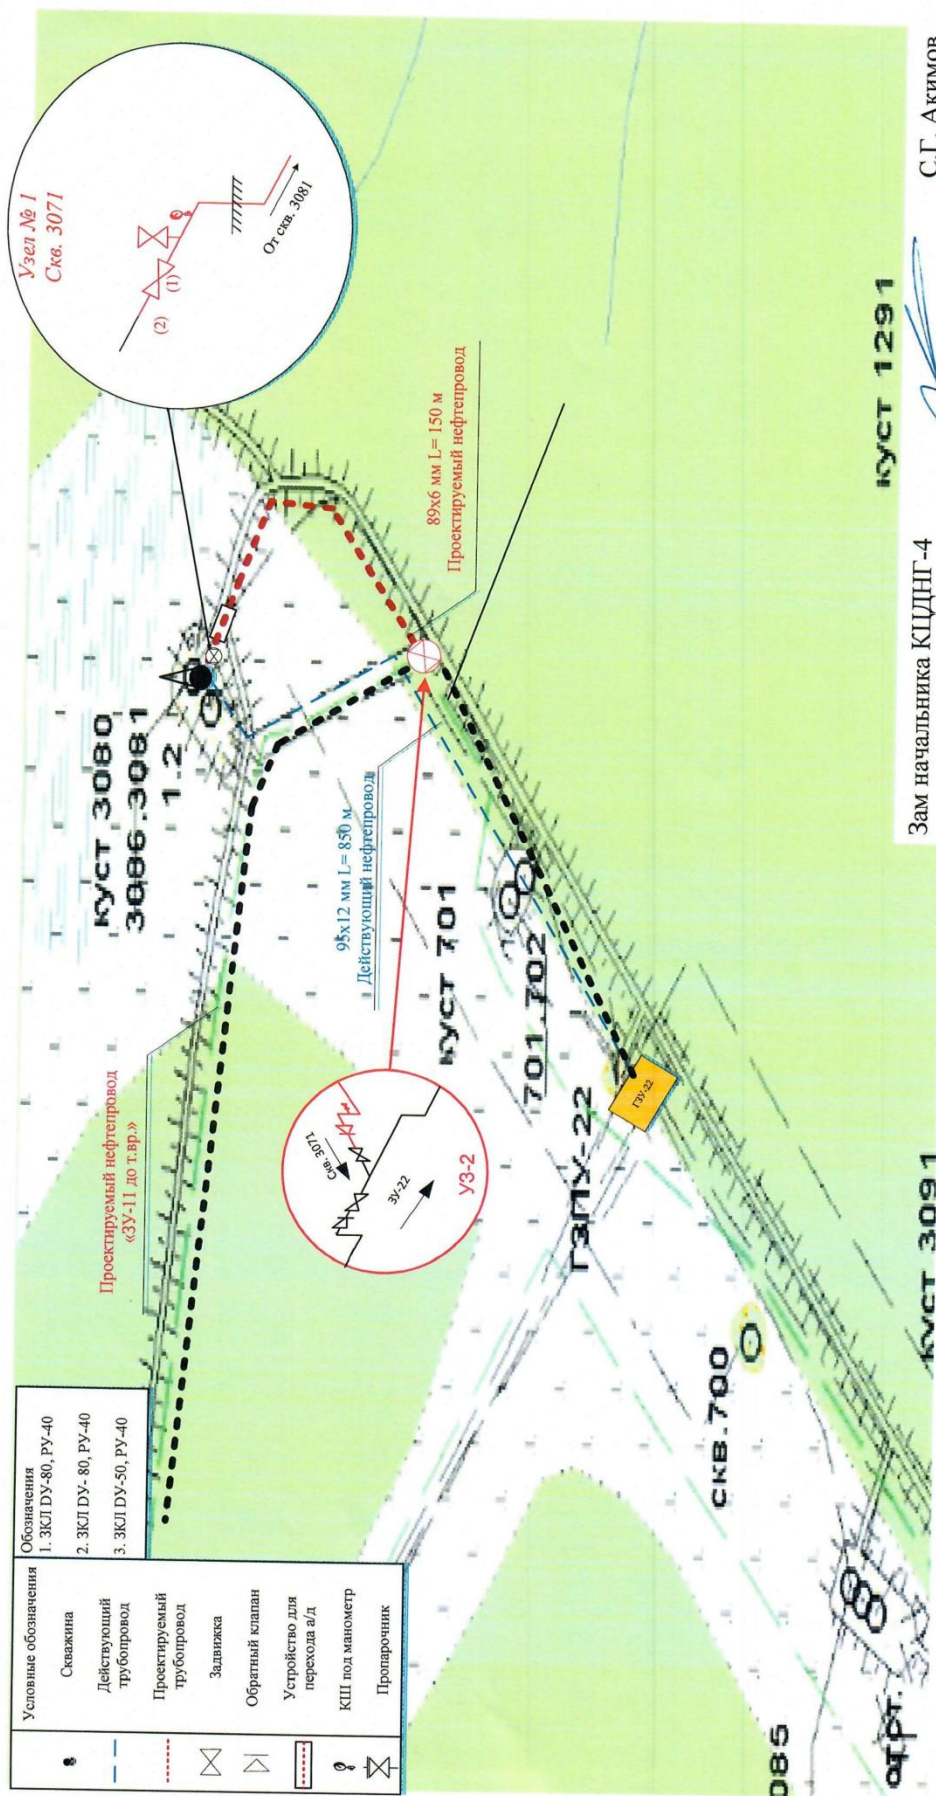 Узел № 1
Скв. 3071
(2)
(1)
От скв. 3081
куст 3080
3086.3081
1-2
89х6 мм L= 150 м
Проектируемый нефтепровод
95х12 мм L= 850 м
Действующий нефтепровод
Проектируемый нефтепровод
«ЗУ-11 до т.вр.»
куст 701
701.702
Скв. 3071
ЗУ-22
УЗ-2
ГЗПУ-22
ГЗУ-22
скв.700
куст 1291
куст 3091
085
Условные обозначения
Скважина
Действующий
трубопровод
Проектируемый
трубопровод
Задвижка
Обратный клапан
Устройство для
перехода а/д
КШ под манометр
Пропарочник
Обозначения
1. ЗКЛ DУ-80, РУ-40
2. ЗКЛ DУ- 80, РУ-40
3. ЗКЛ DУ-50, РУ-40
Зам начальника КЦДНГ-4
С.Г. Акимов